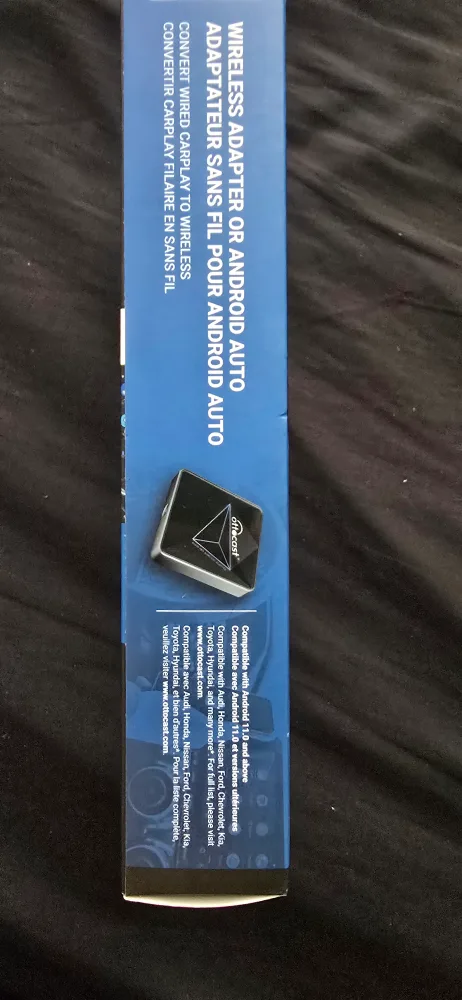 WIRELESS ADAPTER OR ANDROID AUTO
ADAPTATEUR SANS FIL POUR ANDROID AUTO
CONVERT WIRED CARPLAY TO WIRELESS
CONVERTIR CARPLAY FILAIRE EN SANS FIL
ottocast
Compatible with Android 11.0 and above
Compatible avec Android 11.0 et versions ultérieures
Compatible with Audi, Honda, Nissan, Ford, Chevrolet, Kia,
Toyota, Hyundai, and many more*. For full list, please visit
www.ottocast.com.
Compatible avec Audi, Honda, Nissan, Ford, Chevrolet, Kia,
Toyota, Hyundai, et bien d'autres*. Pour la liste complète,
veuillez visiter www.ottocast.com.